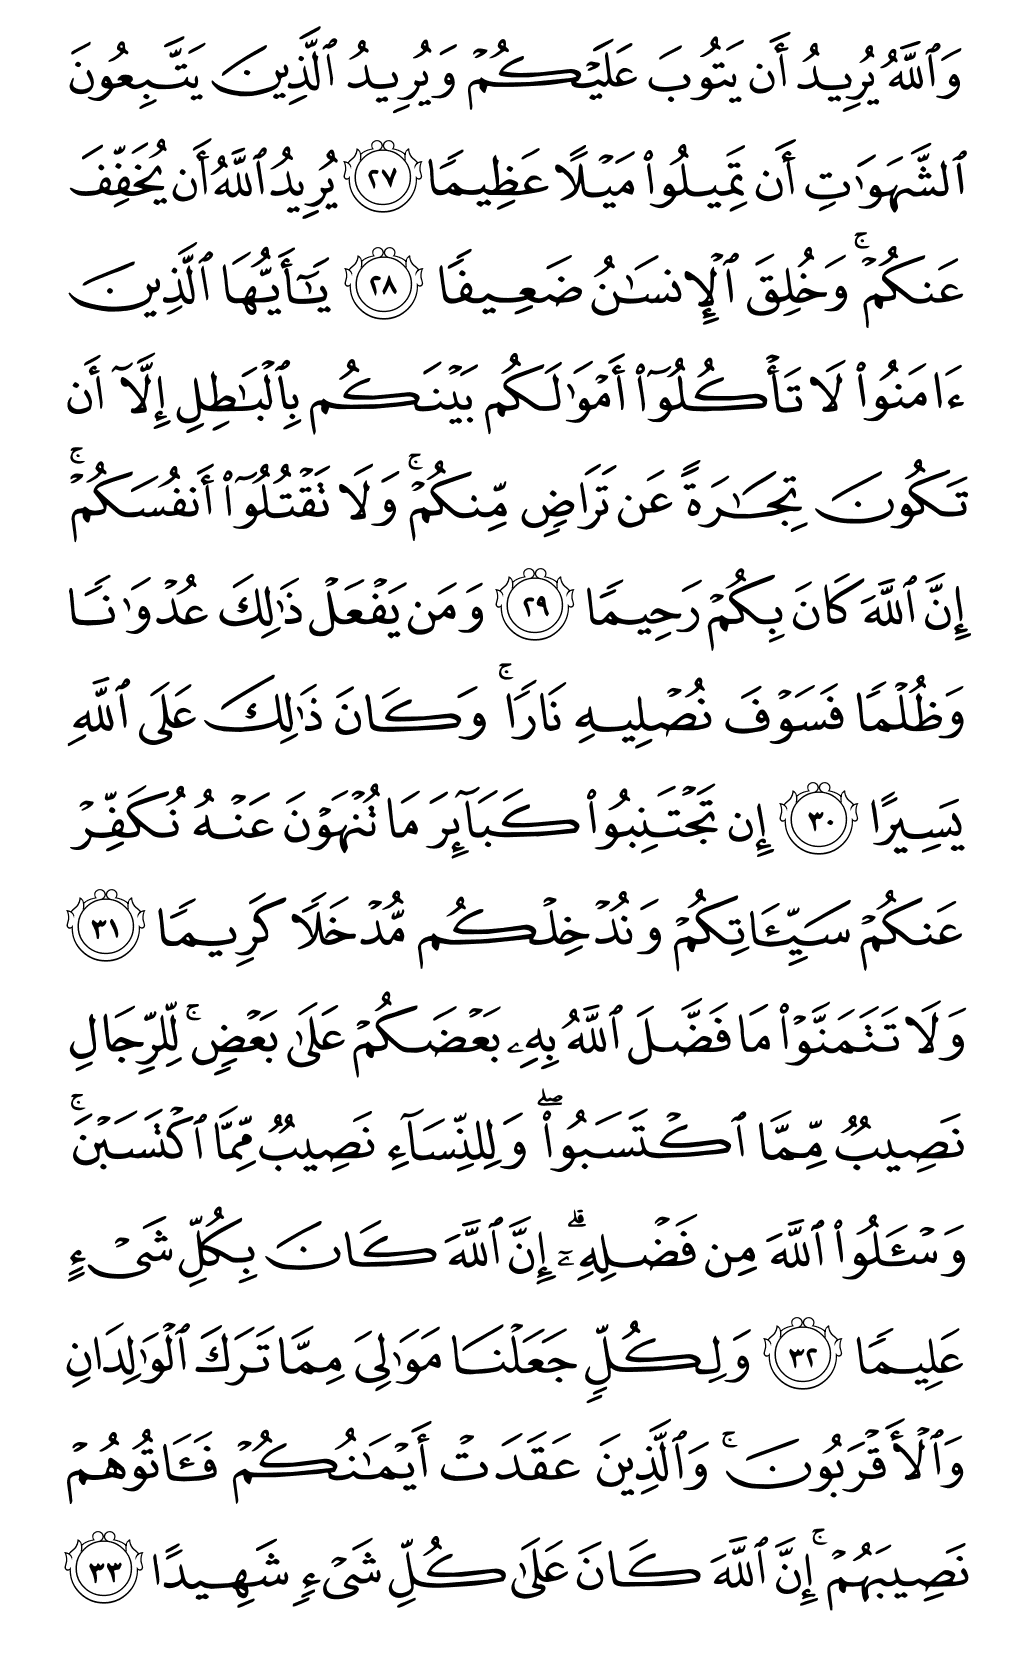 وَٱللَّهُ يُرِيدُ أَن يَتُوبَ عَلَيْكُمْ وَيُرِيدُ ٱلَّذِينَ يَتَّبِعُونَ
ٱلشَّهَوَٰتِ أَن تَمِيلُوا۟ مَيْلًا عَظِيمًا ٢٧ يُرِيدُ ٱللَّهُ أَن يُخَفِّفَ
عَنكُمْ ۚ وَخُلِقَ ٱلْإِنسَـٰنُ ضَعِيفًا ٢٨ يَـٰٓأَيُّهَا ٱلَّذِينَ
ءَامَنُوا۟ لَا تَأْكُلُوٓا۟ أَمْوَٰلَكُم بَيْنَكُم بِٱلْبَـٰطِلِ إِلَّآ أَن
تَكُونَ تِجَـٰرَةً عَن تَرَاضٍ مِّنكُمْ ۚ وَلَا تَقْتُلُوٓا۟ أَنفُسَكُمْ ۚ
إِنَّ ٱللَّهَ كَانَ بِكُمْ رَحِيمًا ٢٩ وَمَن يَفْعَلْ ذَٰلِكَ عُدْوَٰنًا
وَظُلْمًا فَسَوْفَ نُصْلِيهِ نَارًا ۚ وَكَانَ ذَٰلِكَ عَلَى ٱللَّهِ
يَسِيرًا ٣٠ إِن تَجْتَنِبُوا۟ كَبَآئِرَ مَا تُنْهَوْنَ عَنْهُ نُكَفِّرْ
عَنكُمْ سَيِّـَٔاتِكُمْ وَنُدْخِلْكُم مُّدْخَلًا كَرِيمًا ٣١
وَلَا تَتَمَنَّوْا۟ مَا فَضَّلَ ٱللَّهُ بِهِۦ بَعْضَكُمْ عَلَىٰ بَعْضٍ ۚ لِّلرِّجَالِ
نَصِيبٌ مِّمَّا ٱكْتَسَبُوا۟ ۖ وَلِلنِّسَآءِ نَصِيبٌ مِّمَّا ٱكْتَسَبْنَ ۚ
وَسْـَٔلُوا۟ ٱللَّهَ مِن فَضْلِهِۦٓ ۗ إِنَّ ٱللَّهَ كَانَ بِكُلِّ شَىْءٍ
عَلِيمًا ٣٢ وَلِكُلٍّ جَعَلْنَا مَوَٰلِىَ مِمَّا تَرَكَ ٱلْوَٰلِدَانِ
وَٱلْأَقْرَبُونَ ۚ وَٱلَّذِينَ عَقَدَتْ أَيْمَـٰنُكُمْ فَـَٔاتُوهُمْ
نَصِيبَهُمْ ۚ إِنَّ ٱللَّهَ كَانَ عَلَىٰ كُلِّ شَىْءٍ شَهِيدًا ٣٣